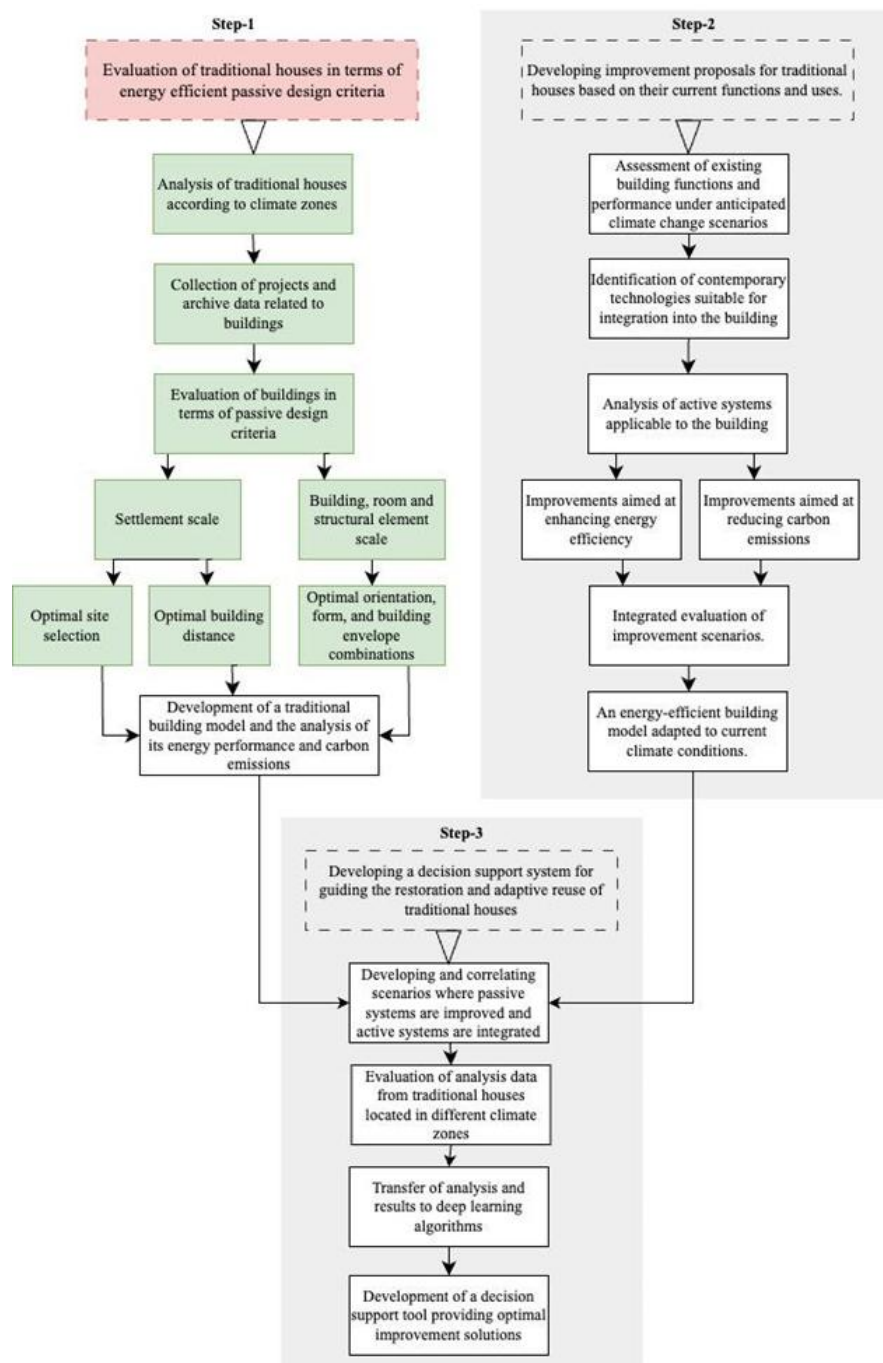 Step-1
Evaluation of traditional houses in terms of
energy efficient passive design criteria
Analysis of traditional houses
according to climate zones
Collection of projects and
archive data related to
buildings
Evaluation of buildings in
terms of passive design
criteria
Settlement scale
Building, room and
structural element
scale
Optimal site
selection
Optimal building
distance
Optimal orientation,
form, and building
envelope
combinations
Development of a traditional
building model and the analysis of
its energy performance and carbon
emissions
Step-2
Developing improvement proposals for traditional
houses based on their current functions and uses.
Assessment of existing
building functions and
performance under anticipated
climate change scenarios
Identification of contemporary
technologies suitable for
integration into the building
Analysis of active systems
applicable to the building
Improvements aimed at
enhancing energy
efficiency
Improvements aimed at
reducing carbon
emissions
Integrated evaluation of
improvement scenarios.
An energy-efficient building
model adapted to current
climate conditions.
Step-3
Developing a decision support system for
guiding the restoration and adaptive reuse of
traditional houses
Developing and correlating
scenarios where passive
systems are improved and
active systems are integrated
Evaluation of analysis data
from traditional houses
located in different climate
zones
Transfer of analysis and
results to deep learning
algorithms
Development of a decision
support tool providing optimal
improvement solutions